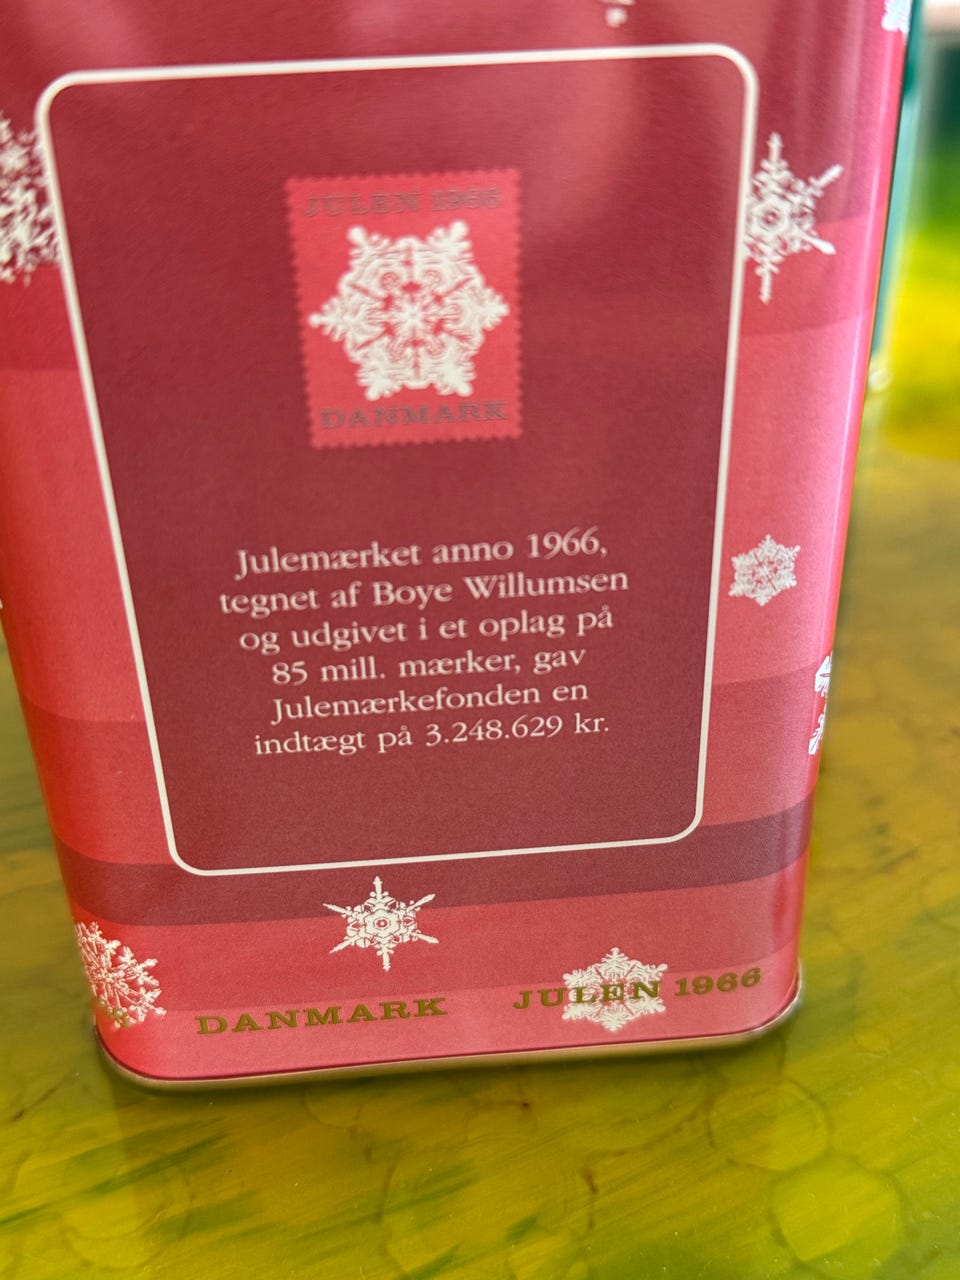 JULEN 1966
DANMARK
Julemærket anno 1966,
tegnet af Boye Willumsen
og udgivet i et oplag på
85 mill. mærker, gav
Julemærkefonden en
indtægt på 3.248.629 kr.
DANMARK
JULEN 1966